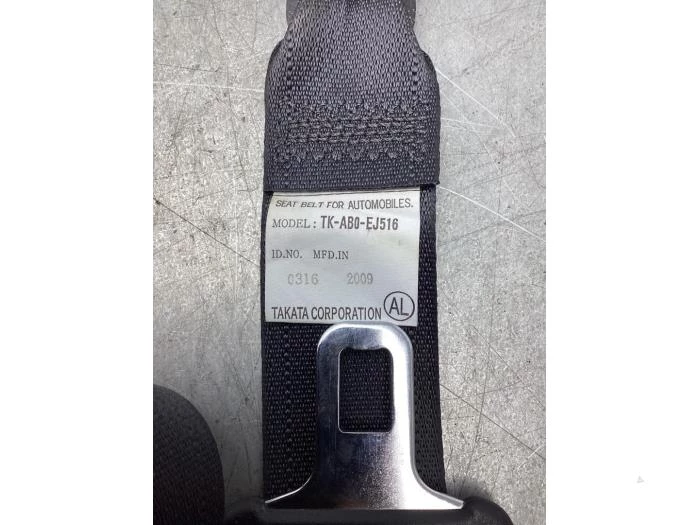 SEAT BELT FOR AUTOMOBILES.
MODEL : TK-AB0-EJ516
ID.NO. MFD.IN
0316 2009
TAKATA CORPORATION AL